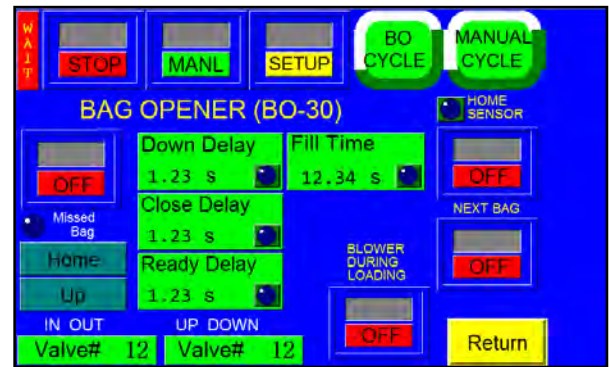 WAIT
STOP
MANL
SETUP
BO
CYCLE
MANUAL
CYCLE
BAG OPENER (BO-30)
HOME
SENSOR
OFF
Missed
Bag
Home
Up
Down Delay
1.23 s
Close Delay
1.23 s
Ready Delay
1.23 s
Fill Time
12.34 s
OFF
NEXT BAG
OFF
BLOWER
DURING
LOADING
OFF
IN OUT
Valve# 12
UP DOWN
Valve# 12
Return